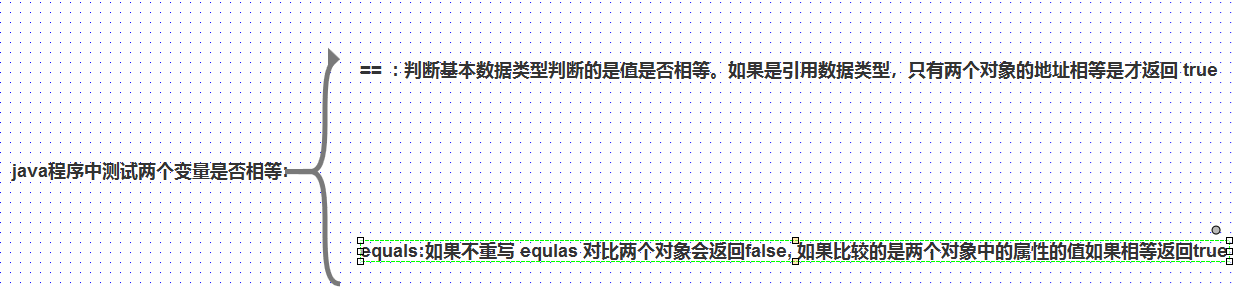 == ：判断基本数据类型判断的是值是否相等。如果是引用数据类型，只有两个对象的地址相等是才返回 true
java程序中测试两个变量是否相等:
equals:如果不重写 equlas 对比两个对象会返回false, 如果比较的是两个对象中的属性的值如果相等返回true